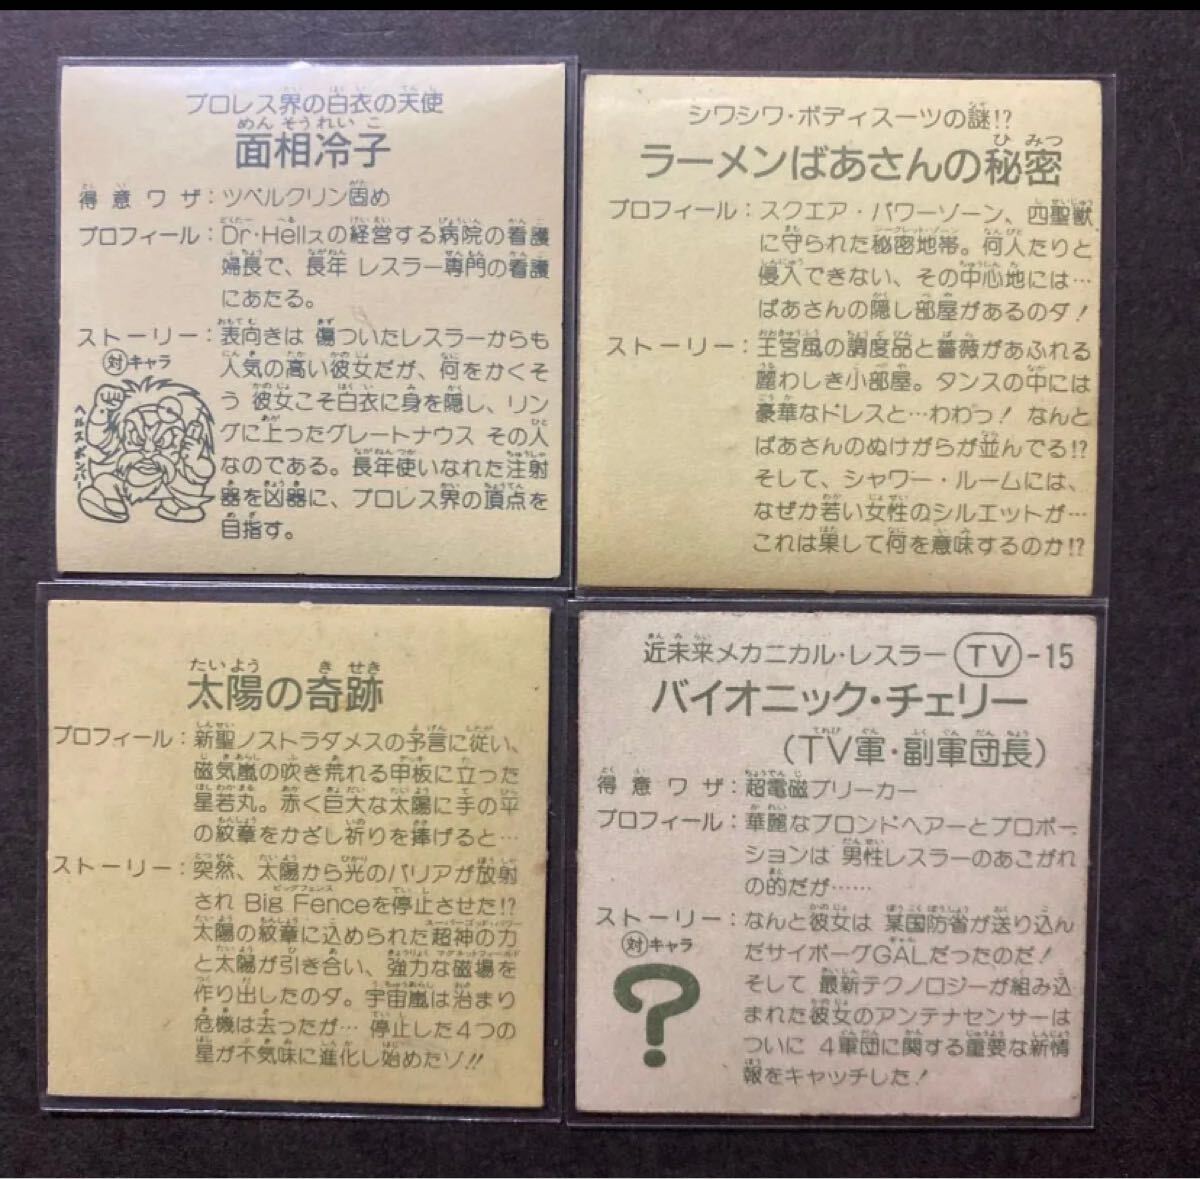 プロレス界の白衣の天使
面相冷子
得意ワザ：ツベルクリン固め
プロフィール：Dr・Hellスの経営する病院の看護
婦長で、長年 レスラー専門の看護
にあたる。
ストーリー：表向きは 傷ついたレスラーからも
人気の高い彼女だが、何をかくそ
う 彼女こそ白衣に身を隠し、リン
グに上ったグレートナウス その人
なのである。長年使いなれた注射
器を凶器に、プロレス界の頂点を
目指す。
対キャラ
ヘルスボンバー
シワシワ・ボディスーツの謎!?
ラーメンばあさんの秘密
プロフィール：スクエア・パワーゾーン、四聖獣
に守られた秘密地帯。何人たりと
侵入できない、その中心地には…
ばあさんの隠し部屋があるのダ！
ストーリー：王宮風の調度品と薔薇があふれる
麗わしき小部屋。タンスの中には
豪華なドレスと…わわっ！ なんと
ばあさんのぬけがらが並んでる!?
そして、シャワー・ルームには、
なぜか若い女性のシルエットが…
これは果して何を意味するのか!?
太陽の奇跡
プロフィール：新聖ノストラダメスの予言に従い、
磁気嵐の吹き荒れる甲板に立った
星若丸。赤く巨大な太陽に手の平
の紋章をかざし祈りを捧げると…
ストーリー：突然、太陽から光のバリアが放射
され Big Fenceを停止させた!?
太陽の紋章に込められた超神の力
と太陽が引き合い、強力な磁場を
作り出したのダ。宇宙嵐は治まり
危機は去ったが… 停止した4つの
星が不気味に進化し始めたゾ!!
近未来メカニカル・レスラー TV-15
バイオニック・チェリー
（TV軍・副軍団長）
得意ワザ：超電磁ブリーカー
プロフィール：華麗なブロンドヘアーとプロポー
ションは 男性レスラーのあこがれ
の的だが……
ストーリー：なんと彼女は 某国防省が送り込ん
だサイボーグGALだったのだ！
そして 最新テクノロジーが組み込
まれた彼女のアンテナセンサーは
ついに 4軍団に関する重要な新情
報をキャッチした！
対キャラ
？